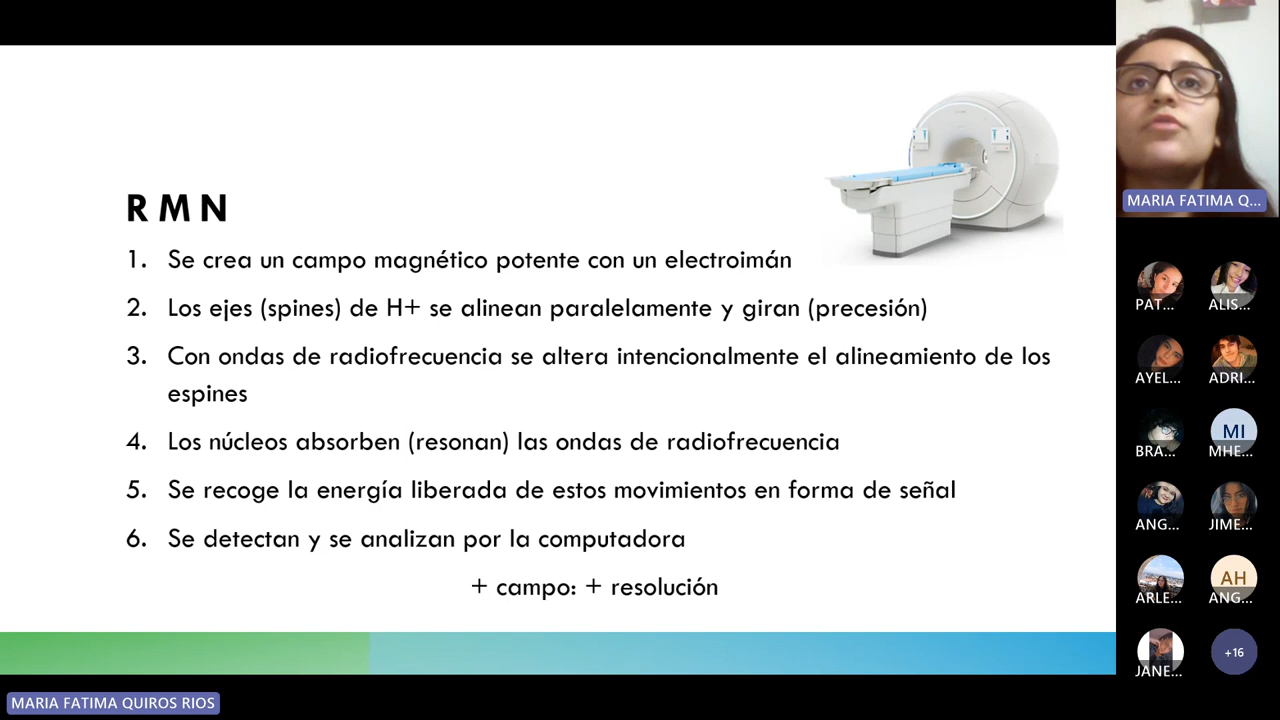 RMN
1. Se crea un campo magnético potente con un electroimán
2. Los ejes (spines) de H+ se alinean paralelamente y giran (precesión)
3. Con ondas de radiofrecuencia se altera intencionalmente el alineamiento de los
espines
4. Los núcleos absorben (resonan) las ondas de radiofrecuencia
5. Se recoge la energía liberada de estos movimientos en forma de señal
6. Se detectan y se analizan por la computadora
+ campo: + resolución
MARIA FATIMA QUIROS RIOS
MARIA FATIMA Q...
PAT... ALIS...
AYEL... ADRI...
MI
BRA... MHE...
ANG... JIME...
AH
ARLE... ANG...
+16
JANE...